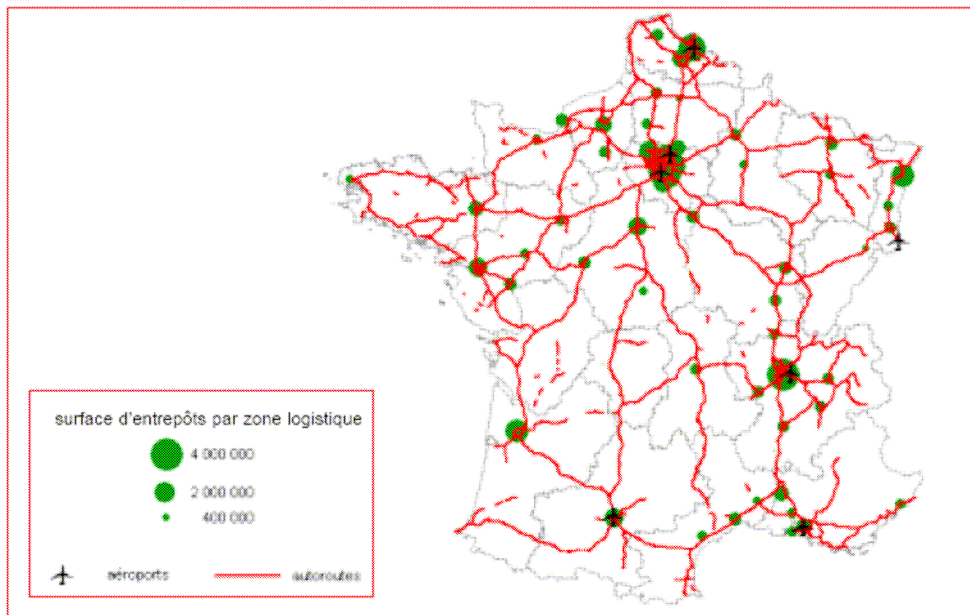 surface d'entrepôts par zone logistique
4 000 000
2 000 000
400 000
aéroports
autoroutes